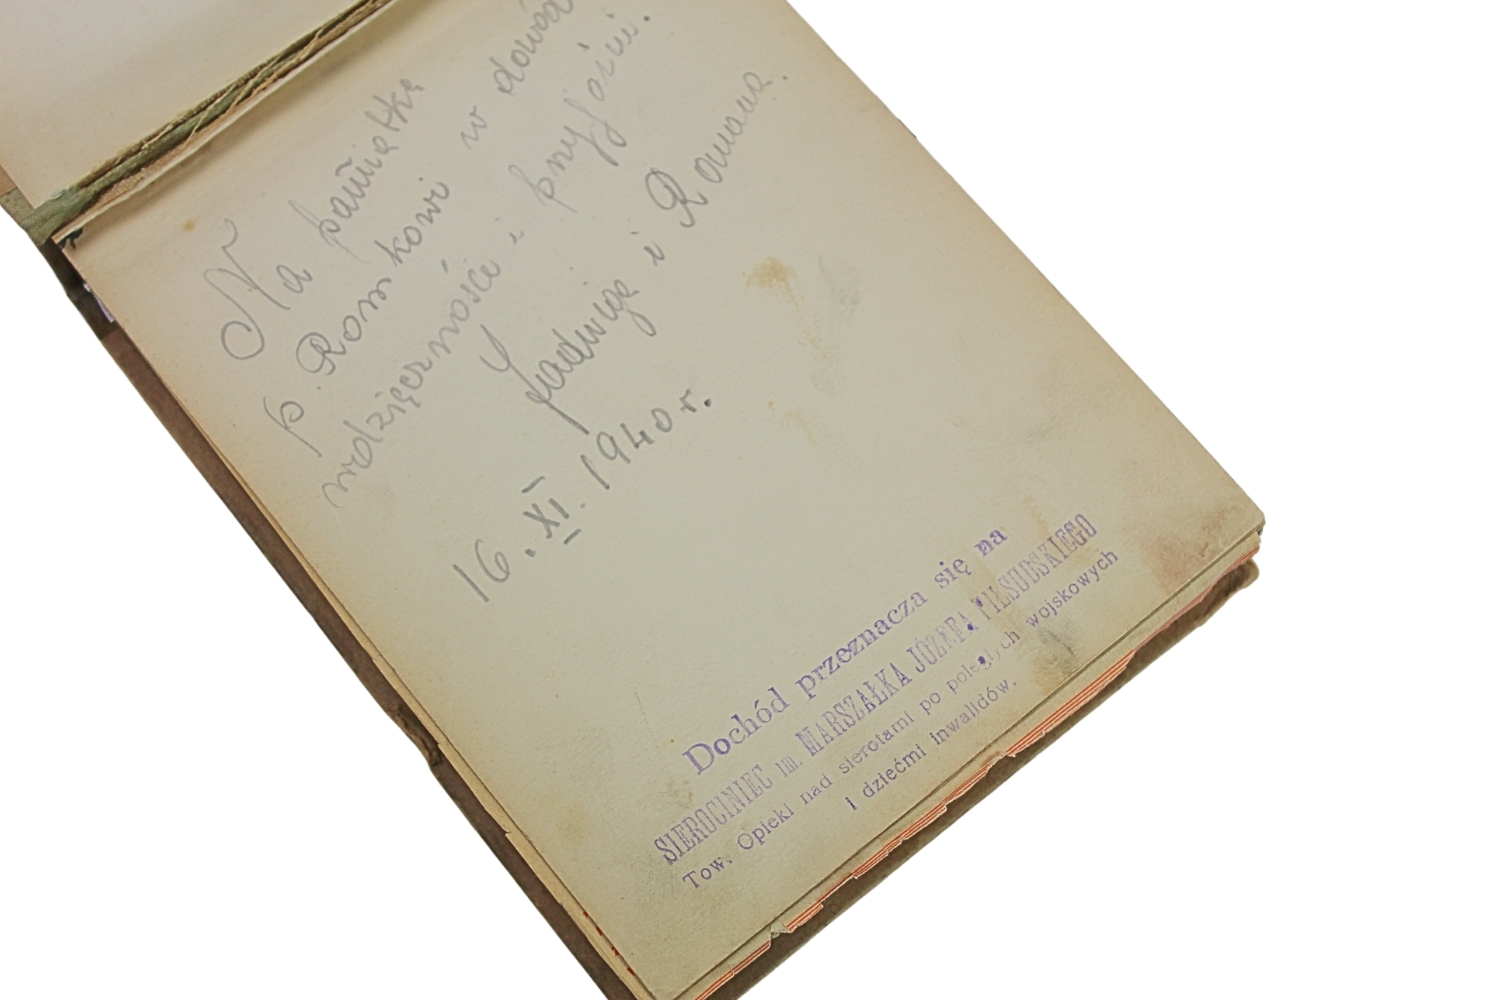 Na pamiątkę
p. Romkowi w dowód
wdzięczności i przyjaźni.
Jadwiga i Romana.
16. XI. 1940 r.
Dochód przeznacza się na
SIEROCINIEC im. MARSZAŁKA JÓZEFA PIŁSUDSKIEGO
Tow. Opieki nad sierotami po poległych wojskowych
i dziećmi inwalidów.